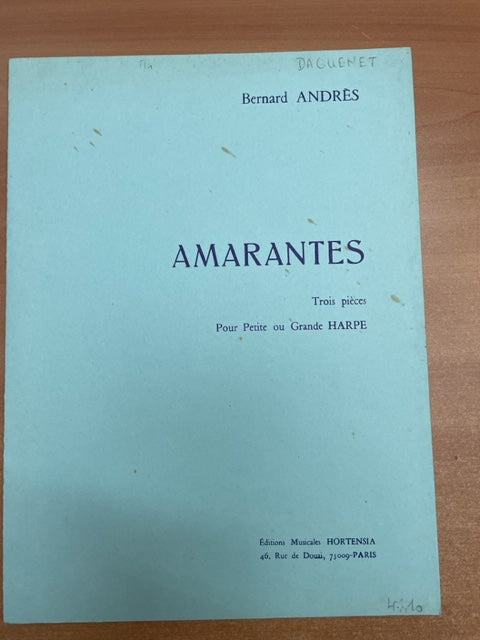 DAGUENET
Bernard ANDRÈS
AMARANTES
Trois pièces
Pour Petite ou Grande HARPE
Éditions Musicales HORTENSIA
46, Rue de Douai, 75009-PARIS